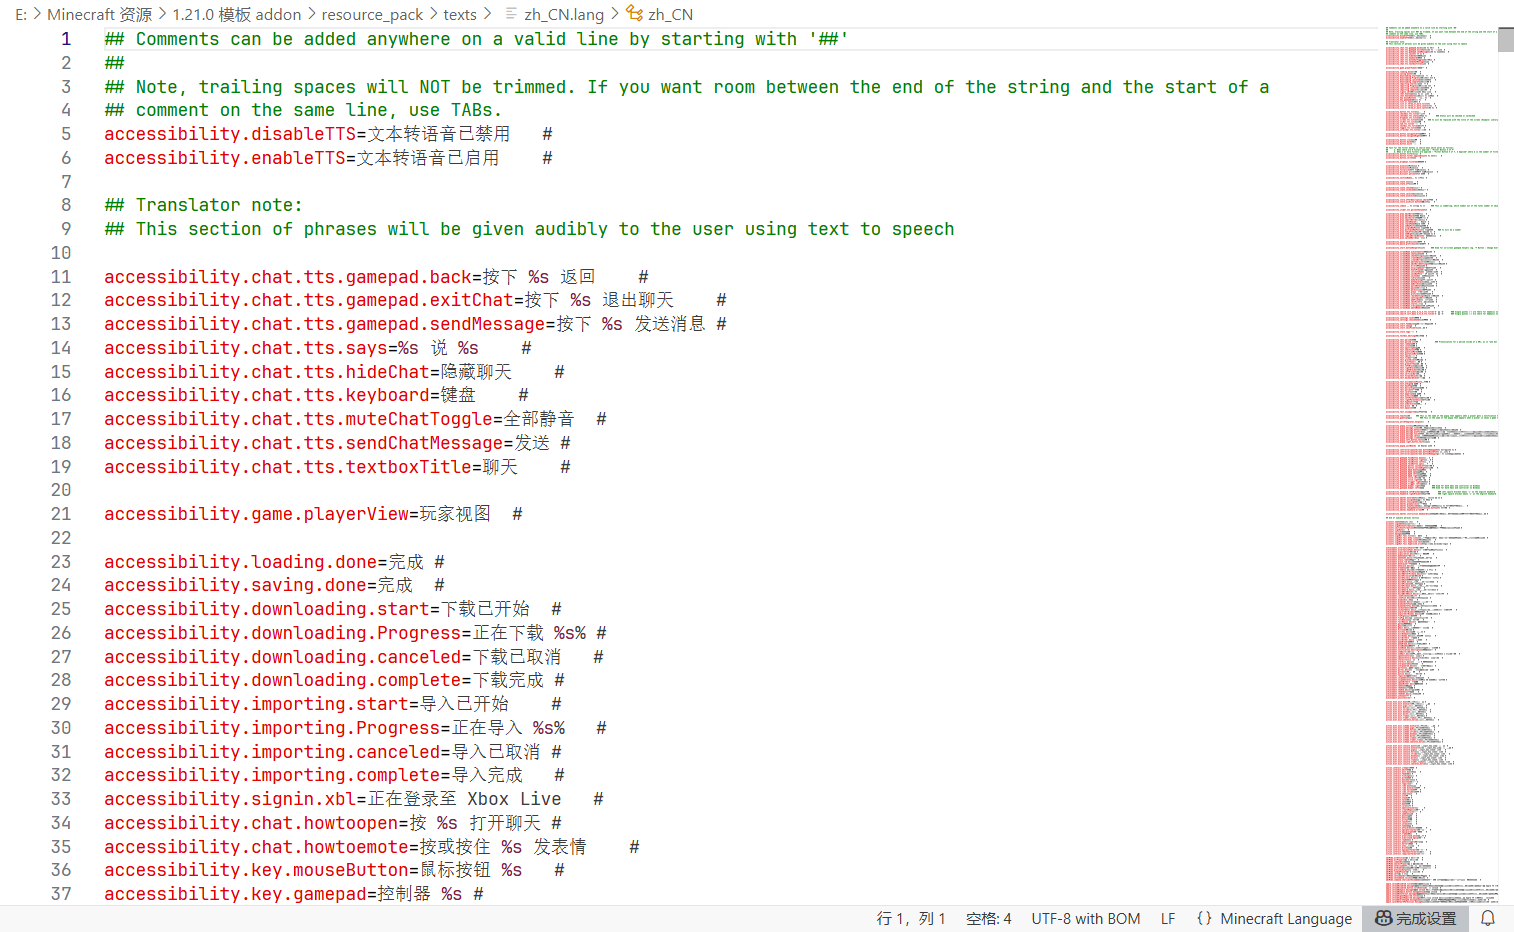 E: > Minecraft 资源 > 1.21.0 模板 addon > resource_pack > texts > zh_CN.lang > zh_CN
1 ## Comments can be added anywhere on a valid line by starting with '##'
2 ##
3 ## Note, trailing spaces will NOT be trimmed. If you want room between the end of the string and the start of a
4 ## comment on the same line, use TABs.
5 accessibility.disableTTS=文本转语音已禁用 #
6 accessibility.enableTTS=文本转语音已启用 #
7
8 ## Translator note:
9 ## This section of phrases will be given audibly to the user using text to speech
10
11 accessibility.chat.tts.gamepad.back=按下 %s 返回 #
12 accessibility.chat.tts.gamepad.exitChat=按下 %s 退出聊天 #
13 accessibility.chat.tts.gamepad.sendMessage=按下 %s 发送消息 #
14 accessibility.chat.tts.says=%s 说 %s #
15 accessibility.chat.tts.hideChat=隐藏聊天 #
16 accessibility.chat.tts.keyboard=键盘 #
17 accessibility.chat.tts.muteChatToggle=全部静音 #
18 accessibility.chat.tts.sendChatMessage=发送 #
19 accessibility.chat.tts.textboxTitle=聊天 #
20
21 accessibility.game.playerView=玩家视图 #
22
23 accessibility.loading.done=完成 #
24 accessibility.saving.done=完成 #
25 accessibility.downloading.start=下载已开始 #
26 accessibility.downloading.Progress=正在下载 %s% #
27 accessibility.downloading.canceled=下载已取消 #
28 accessibility.downloading.complete=下载完成 #
29 accessibility.importing.start=导入已开始 #
30 accessibility.importing.Progress=正在导入 %s% #
31 accessibility.importing.canceled=导入已取消 #
32 accessibility.importing.complete=导入完成 #
33 accessibility.signin.xbl=正在登录至 Xbox Live #
34 accessibility.chat.howtoopen=按 %s 打开聊天 #
35 accessibility.chat.howtoemote=按或按住 %s 发表情 #
36 accessibility.key.mouseButton=鼠标按钮 %s #
37 accessibility.key.gamepad=控制器 %s #
行 1，列 1 空格: 4 UTF-8 with BOM LF {} Minecraft Language 完成设置